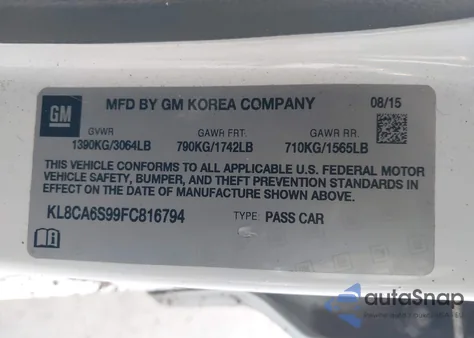 GM
MFD BY GM KOREA COMPANY
08/15
GVWR GAWR FRT. GAWR RR.
1390KG/3064LB 790KG/1742LB 710KG/1565LB
THIS VEHICLE CONFORMS TO ALL APPLICABLE U.S. FEDERAL MOTOR
VEHICLE SAFETY, BUMPER, AND THEFT PREVENTION STANDARDS IN
EFFECT ON THE DATE OF MANUFACTURE SHOWN ABOVE.
KL8CA6S99FC816794 TYPE: PASS CAR
autoSnap